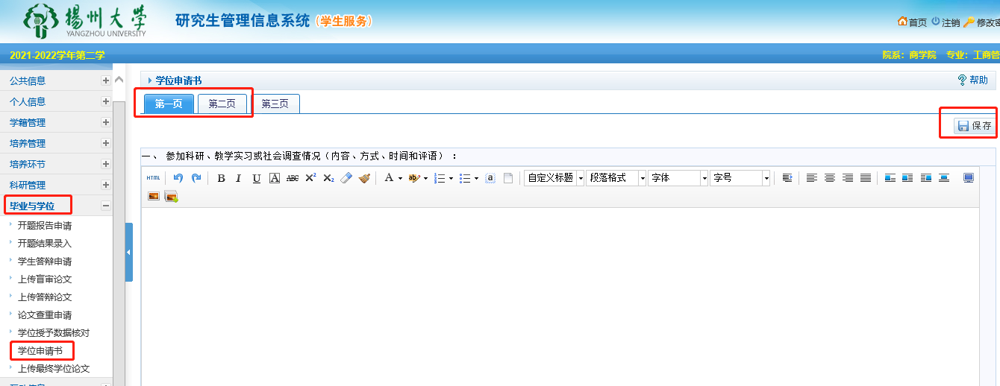 揚州大学
YANGZHOU UNIVERSITY
研究生管理信息系统（学生服务）
首页 注销 修改密
2021-2022学年第二学
院系：商学院 专业：工商管
公共信息
个人信息
学籍管理
培养管理
培养环节
科研管理
毕业与学位
开题报告申请
开题结果录入
学生答辩申请
上传盲审论文
上传答辩论文
论文查重申请
学位授予数据核对
学位申请书
上传最终学位论文
学位申请书
帮助
第一页 第二页 第三页
保存
一、 参加科研、教学实习或社会调查情况（内容、方式、时间和评语）：
HTML B I U A ABC X² X₂ A ab a 自定义标题 段落格式 字体 字号